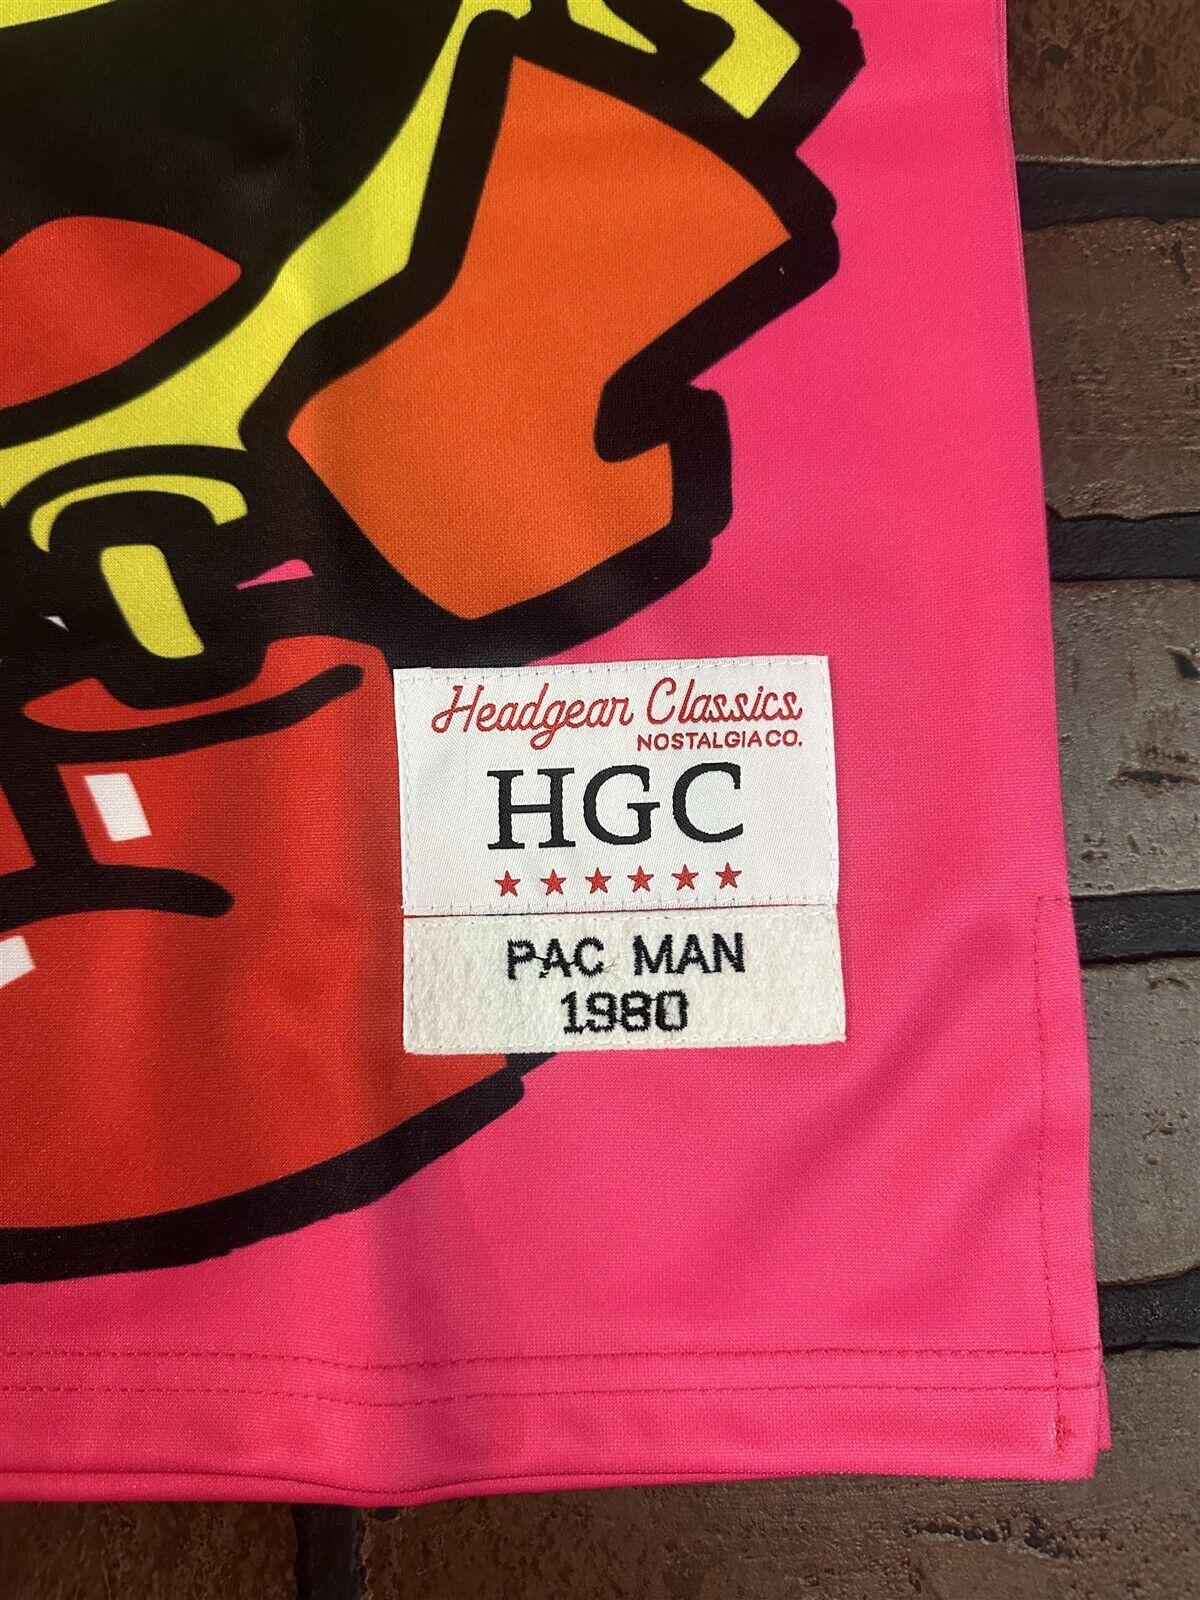 Headgear Classics
NOSTALGIA CO.
HGC
PAC MAN
1980